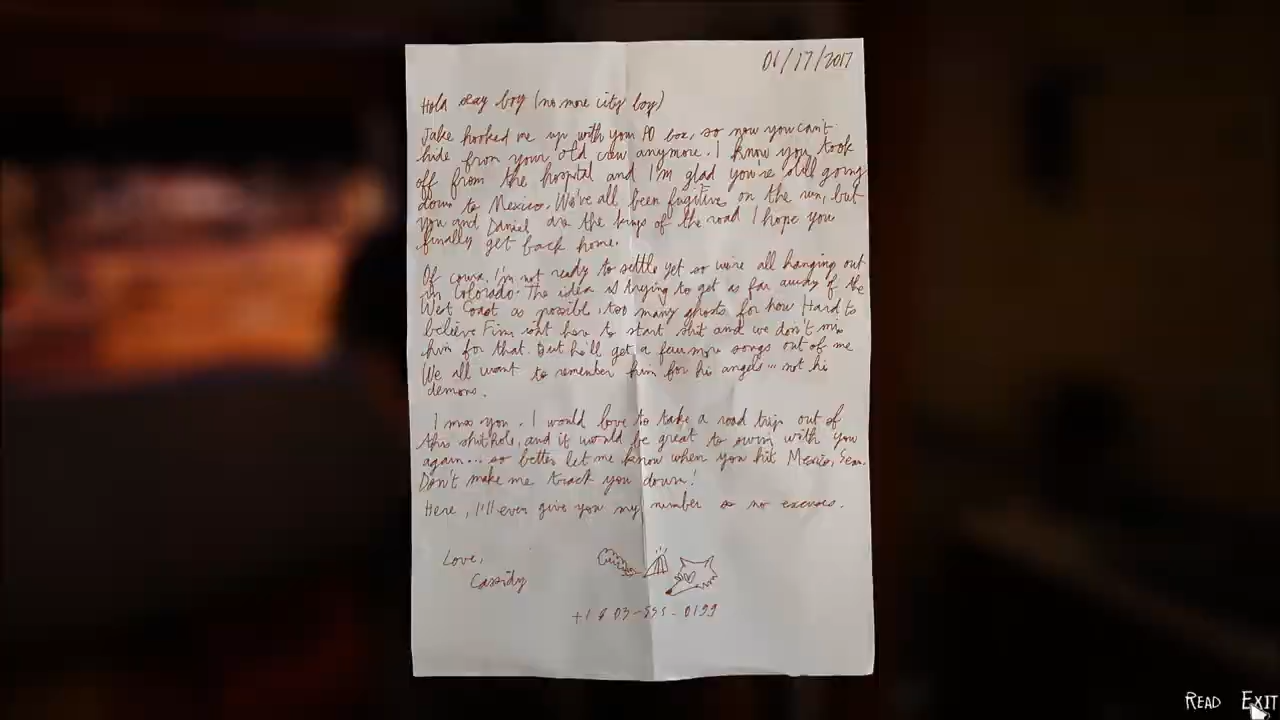 06/17/2017
Hola sexy boy (no more city boy)
Jake hooked me up with your PO box, so now you can't
hide from your old crew anymore. I know you took
off from the hospital and I'm glad you're still going
down to Mexico. We've all been fugitives on the run, but
you and Daniel are the kings of the road I hope you
finally get back home.
Of course I'm not ready to settle yet so we're all hanging out
in Colorado. The idea is trying to get as far away of the
West Coast as possible, too many ghosts for now Hard to
believe Finn isn't here to start shit and we don't miss
him for that. But he'll get a few more songs out of me
We all want to remember him for his angels... not his
demons.
I miss you. I would love to take a road trip out of
this shithole, and it would be great to swim with you
again... so better let me know when you hit Mexico, Sean.
Don't make me track you down!
Here, I'll even give you my number so no excuses.
Love,
Cassidy
+1 803-555-0199
READ EXIT